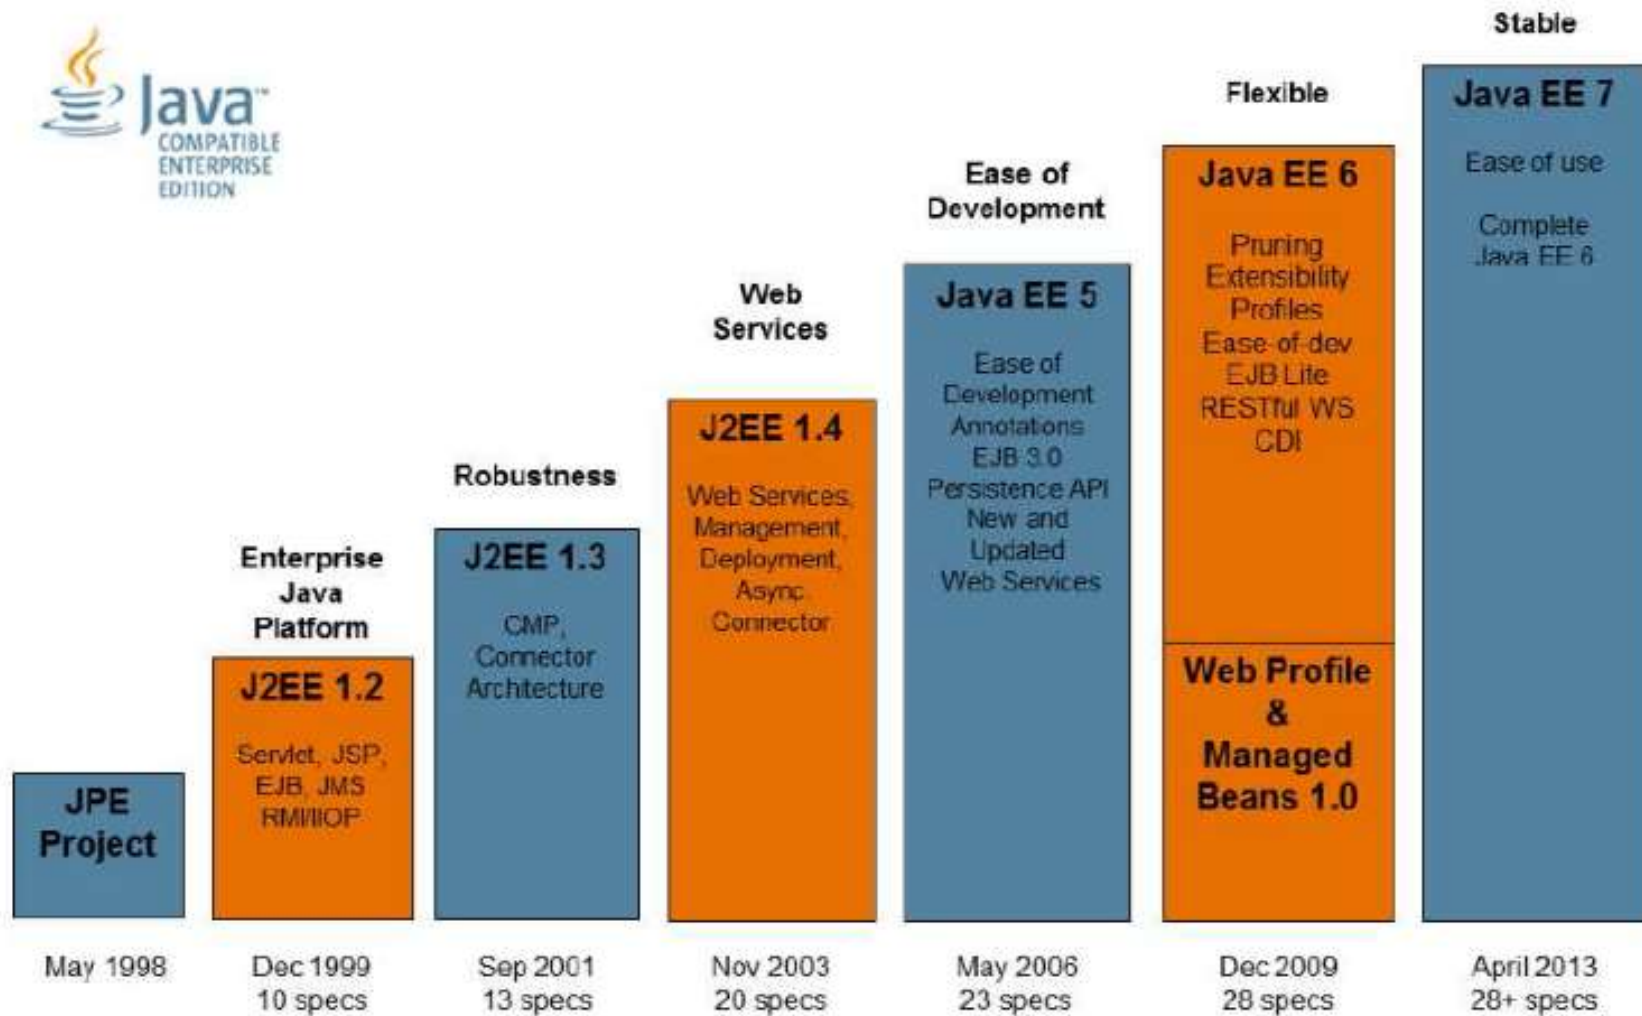 Java™
COMPATIBLE
ENTERPRISE
EDITION
JPE
Project
May 1998
Enterprise
Java
Platform
J2EE 1.2
Servlet, JSP,
EJB, JMS
RMI/IIOP
Dec 1999
10 specs
Robustness
J2EE 1.3
CMP,
Connector
Architecture
Sep 2001
13 specs
Web
Services
J2EE 1.4
Web Services,
Management,
Deployment,
Async
Connector
Nov 2003
20 specs
Ease of
Development
Java EE 5
Ease of
Development
Annotations
EJB 3.0
Persistence API
New and
Updated
Web Services
May 2006
23 specs
Flexible
Java EE 6
Pruning
Extensibility
Profiles
Ease-of-dev
EJB Lite
RESTful WS
CDI
Web Profile
&
Managed
Beans 1.0
Dec 2009
28 specs
Stable
Java EE 7
Ease of use
Complete
Java EE 6
April 2013
28+ specs